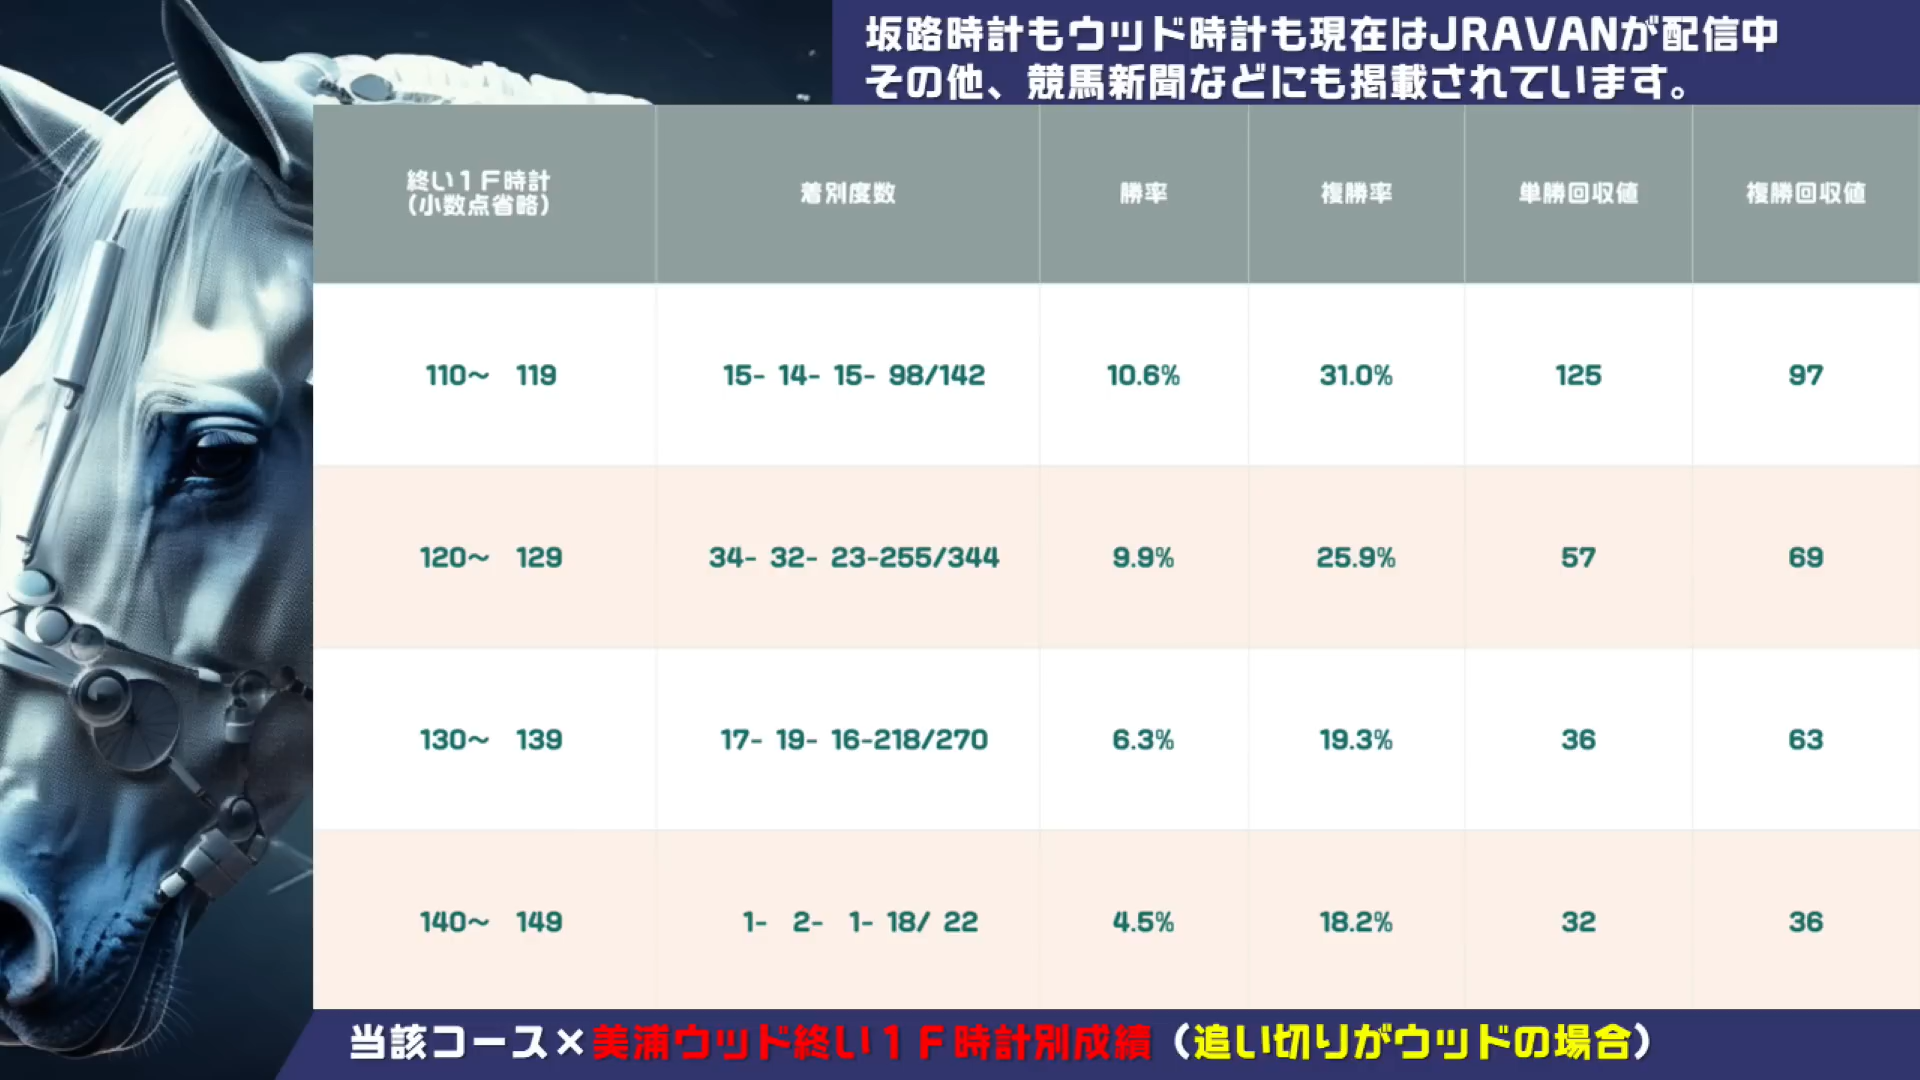 坂路時計もウッド時計も現在はJRAVANが配信中
その他、競馬新聞などにも掲載されています。
終い1F時計 着別度数 勝率 複勝率 単勝回収値 複勝回収値
(小数点省略)
110〜 119 15- 14- 15- 98/142 10.6% 31.0% 125 97
120〜 129 34- 32- 23-255/344 9.9% 25.9% 57 69
130〜 139 17- 19- 16-218/270 6.3% 19.3% 36 63
140〜 149 1- 2- 1- 18/ 22 4.5% 18.2% 32 36
当該コース×美浦ウッド終い1F時計別成績(追い切りがウッドの場合)